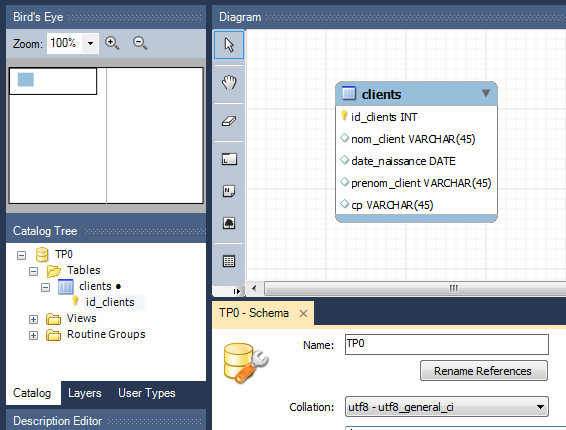 Bird's Eye
Zoom: 100%
Diagram
clients
id_clients INT
nom_client VARCHAR(45)
date_naissance DATE
prenom_client VARCHAR(45)
cp VARCHAR(45)
Catalog Tree
TP0
Tables
clients
id_clients
Views
Routine Groups
Catalog
Layers
User Types
Description Editor
TP0 - Schema
Name: TP0
Rename References
Collation: utf8 - utf8_general_ci